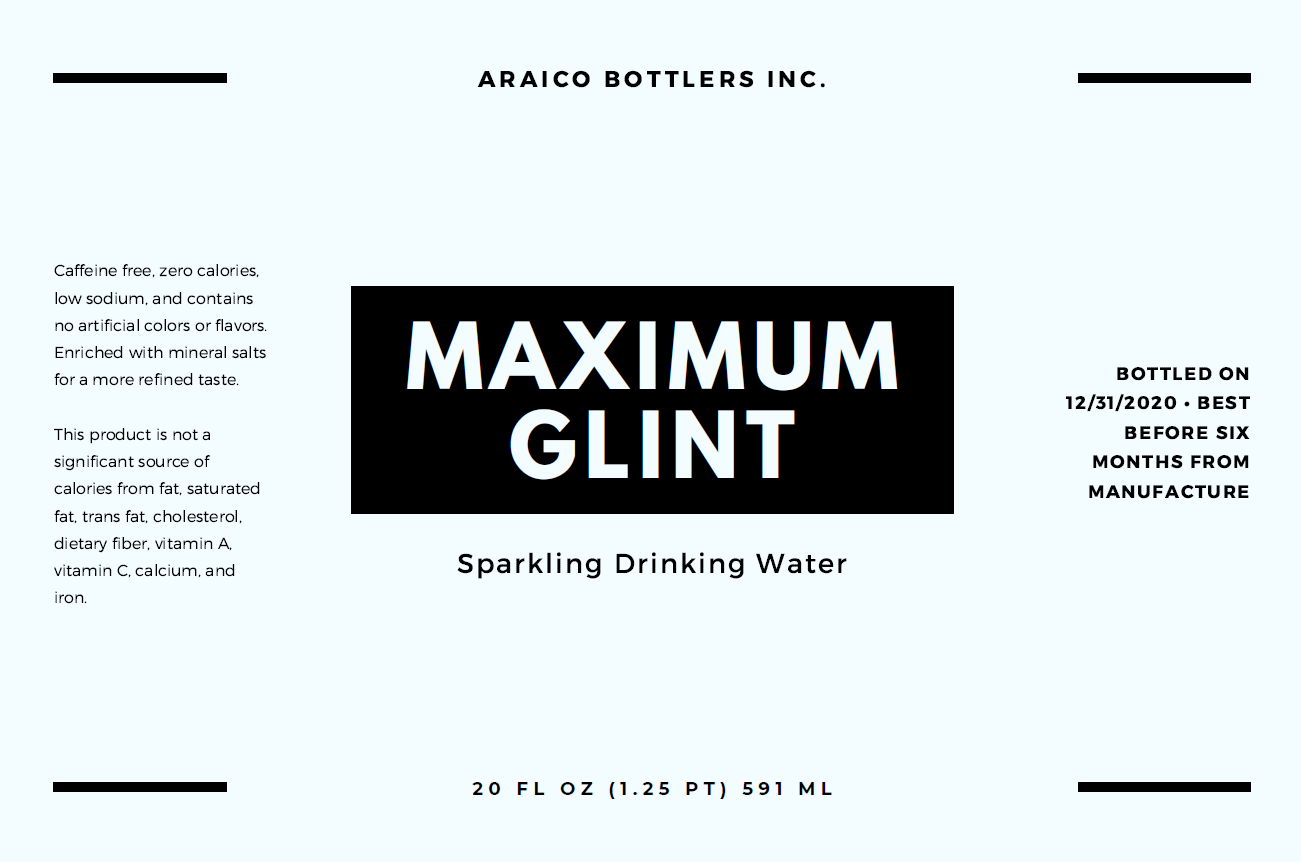 ARAICO BOTTLERS INC.
Caffeine free, zero calories,
low sodium, and contains
no artificial colors or flavors.
Enriched with mineral salts
for a more refined taste.
This product is not a
significant source of
calories from fat, saturated
fat, trans fat, cholesterol,
dietary fiber, vitamin A,
vitamin C, calcium, and
iron.
MAXIMUM
GLINT
Sparkling Drinking Water
BOTTLED ON
12/31/2020 • BEST
BEFORE SIX
MONTHS FROM
MANUFACTURE
20 FL OZ (1.25 PT) 591 ML